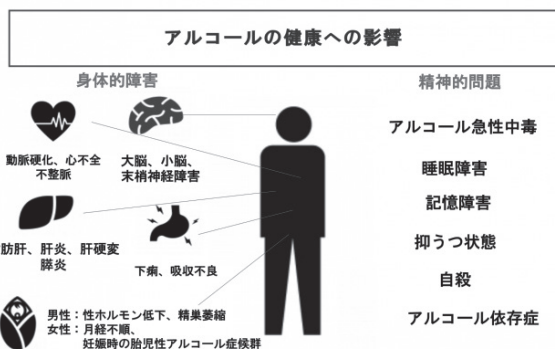 アルコールの健康への影響
身体的障害
精神的問題
動脈硬化、心不全
不整脈
大脳、小脳、
末梢神経障害
肪肝、肝炎、肝硬変
膵炎
下痢、吸収不良
男性：性ホルモン低下、精巣萎縮
女性：月経不順、
妊娠時の胎児性アルコール症候群
アルコール急性中毒
睡眠障害
記憶障害
抑うつ状態
自殺
アルコール依存症